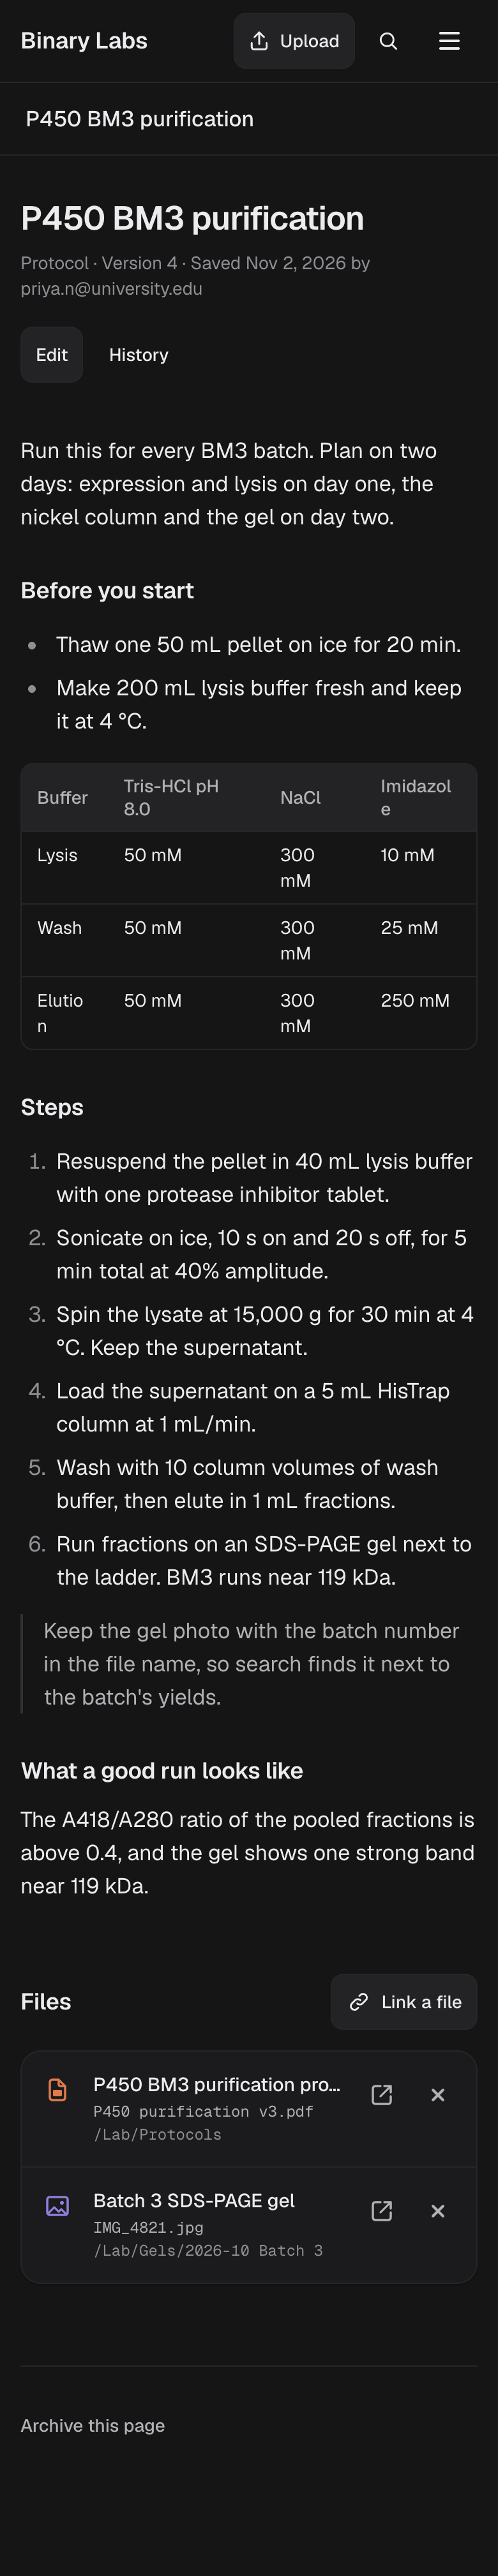 Binary Labs
Upload
P450 BM3 purification
P450 BM3 purification
Protocol · Version 4 · Saved Nov 2, 2026 by
priya.n@university.edu
Edit
History
Run this for every BM3 batch. Plan on two
days: expression and lysis on day one, the
nickel column and the gel on day two.
Before you start
• Thaw one 50 mL pellet on ice for 20 min.
• Make 200 mL lysis buffer fresh and keep
it at 4 °C.
Buffer Tris-HCl pH 8.0 NaCl Imidazole
Lysis 50 mM 300 mM 10 mM
Wash 50 mM 300 mM 25 mM
Elution 50 mM 300 mM 250 mM
Steps
1. Resuspend the pellet in 40 mL lysis buffer
with one protease inhibitor tablet.
2. Sonicate on ice, 10 s on and 20 s off, for 5
min total at 40% amplitude.
3. Spin the lysate at 15,000 g for 30 min at 4
°C. Keep the supernatant.
4. Load the supernatant on a 5 mL HisTrap
column at 1 mL/min.
5. Wash with 10 column volumes of wash
buffer, then elute in 1 mL fractions.
6. Run fractions on an SDS-PAGE gel next to
the ladder. BM3 runs near 119 kDa.
Keep the gel photo with the batch number
in the file name, so search finds it next to
the batch's yields.
What a good run looks like
The A418/A280 ratio of the pooled fractions is
above 0.4, and the gel shows one strong band
near 119 kDa.
Files
Link a file
P450 BM3 purification pro...
P450 purification v3.pdf
/Lab/Protocols
Batch 3 SDS-PAGE gel
IMG_4821.jpg
/Lab/Gels/2026-10 Batch 3
Archive this page